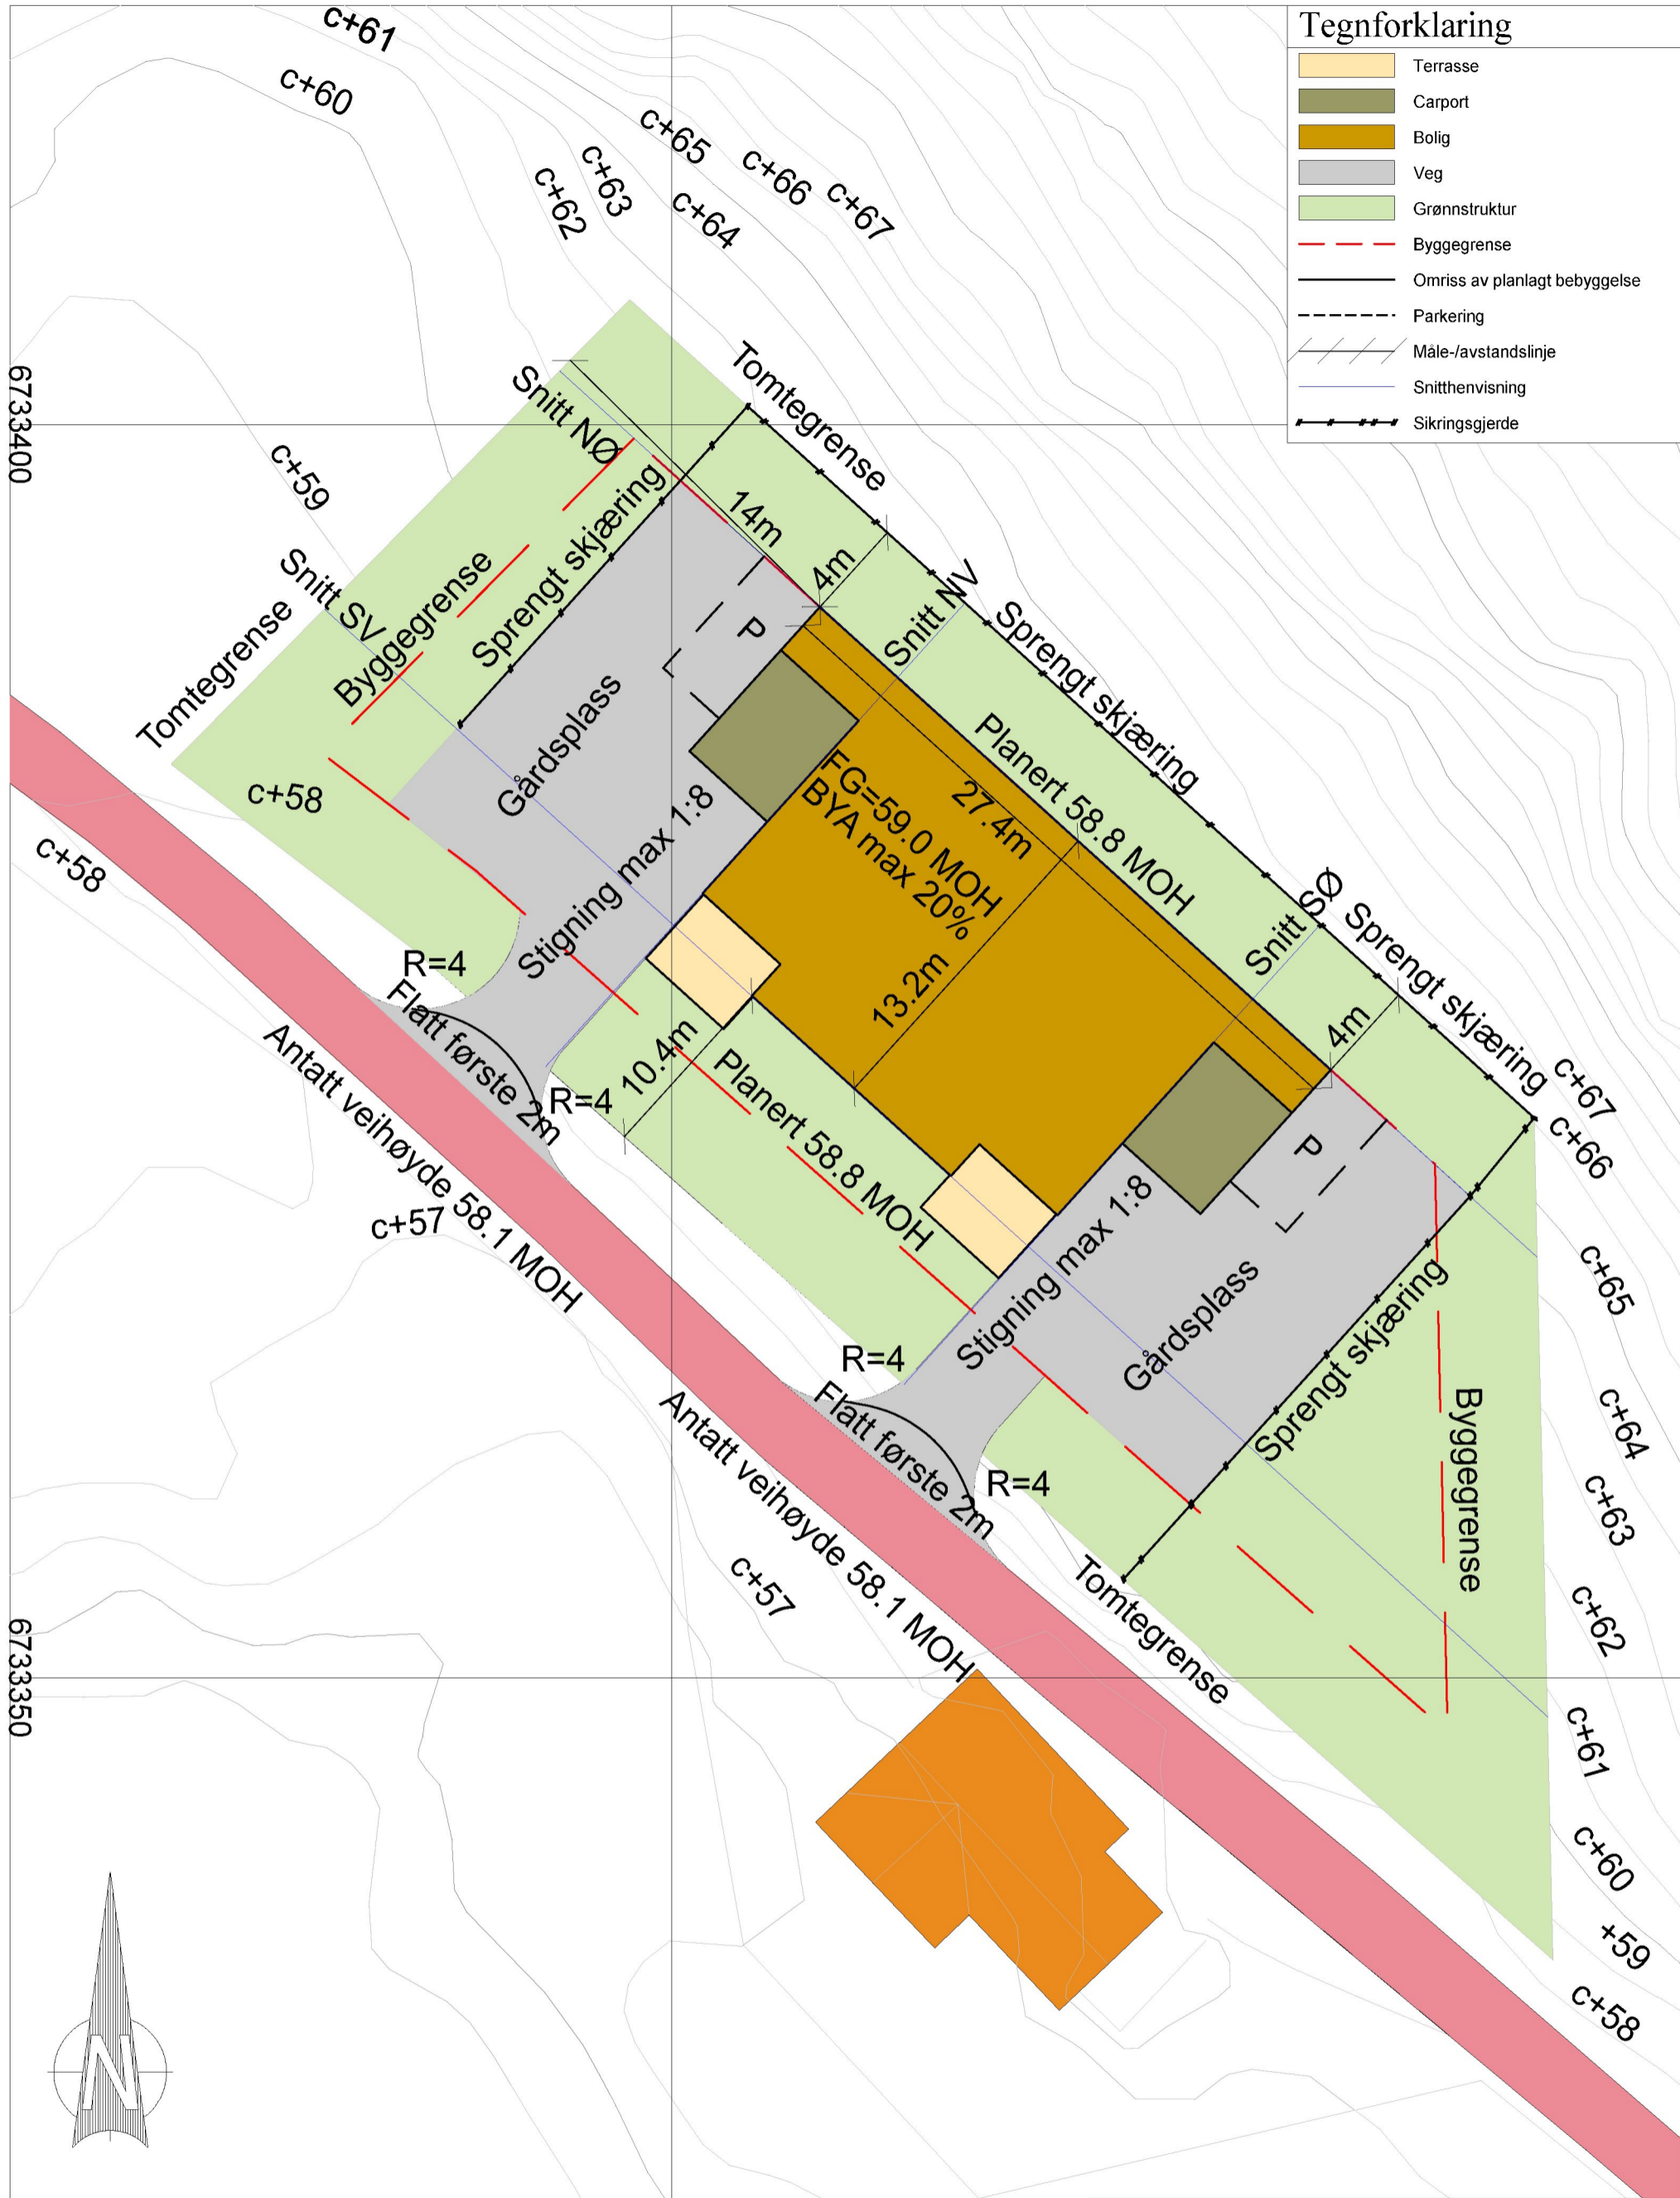 Tegnforklaring
Terrasse
Carport
Bolig
Veg
Grønnstruktur
Byggegrense
Omriss av planlagt bebyggelse
Parkering
Måle-/avstandslinje
Snitthenvisning
Sikringsgjerde
c+61
c+60
c+65
c+66
c+67
c+63
c+62
c+64
6733400
c+59
Tomtegrense
Snitt NØ
Sprengt skjæring
14m
4m
Snitt SV
Byggegrense
Tomtegrense
P
Snitt NV
Sprengt skjæring
Gårdsplass
c+58
c+58
Planert 58.8 MOH
27.4m
FG=59.0 MOH
BYA max 20%
Stigning max 1:8
13.2m
Snitt SØ
Sprengt skjæring
4m
R=4
Flatt første 2m
R=4
10.4m
Planert 58.8 MOH
Antatt veihøyde 58.1 MOH
c+57
P
c+67
c+66
c+65
c+64
c+63
c+62
c+61
c+60
+59
c+58
Stigning max 1:8
Gårdsplass
Sprengt skjæring
Byggegrense
R=4
Flatt første 2m
R=4
Antatt veihøyde 58.1 MOH
c+57
Tomtegrense
6733350
N